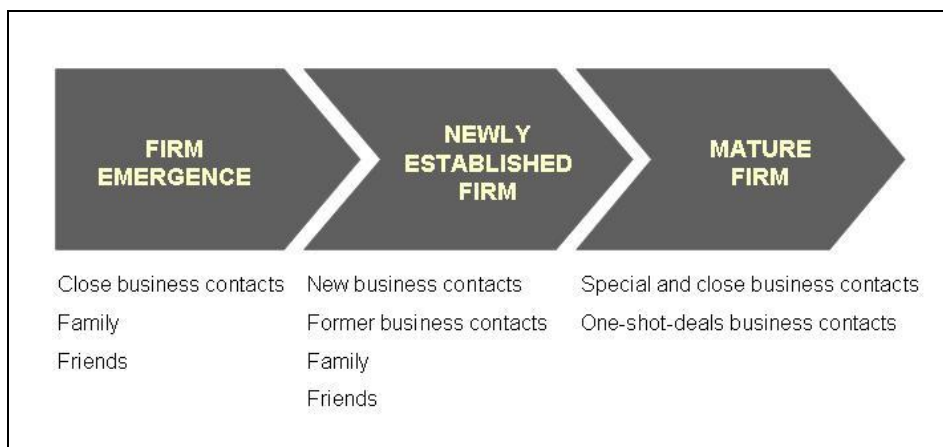 FIRM
EMERGENCE
NEWLY
ESTABLISHED
FIRM
MATURE
FIRM
Close business contacts
Family
Friends
New business contacts
Former business contacts
Family
Friends
Special and close business contacts
One-shot-deals business contacts